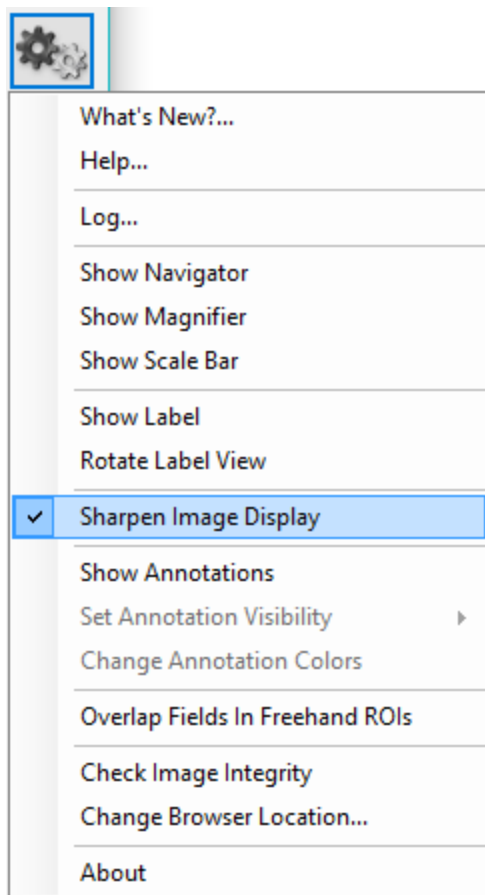 What's New?...
Help...
Log...
Show Navigator
Show Magnifier
Show Scale Bar
Show Label
Rotate Label View
Sharpen Image Display
Show Annotations
Set Annotation Visibility
Change Annotation Colors
Overlap Fields In Freehand ROIs
Check Image Integrity
Change Browser Location...
About